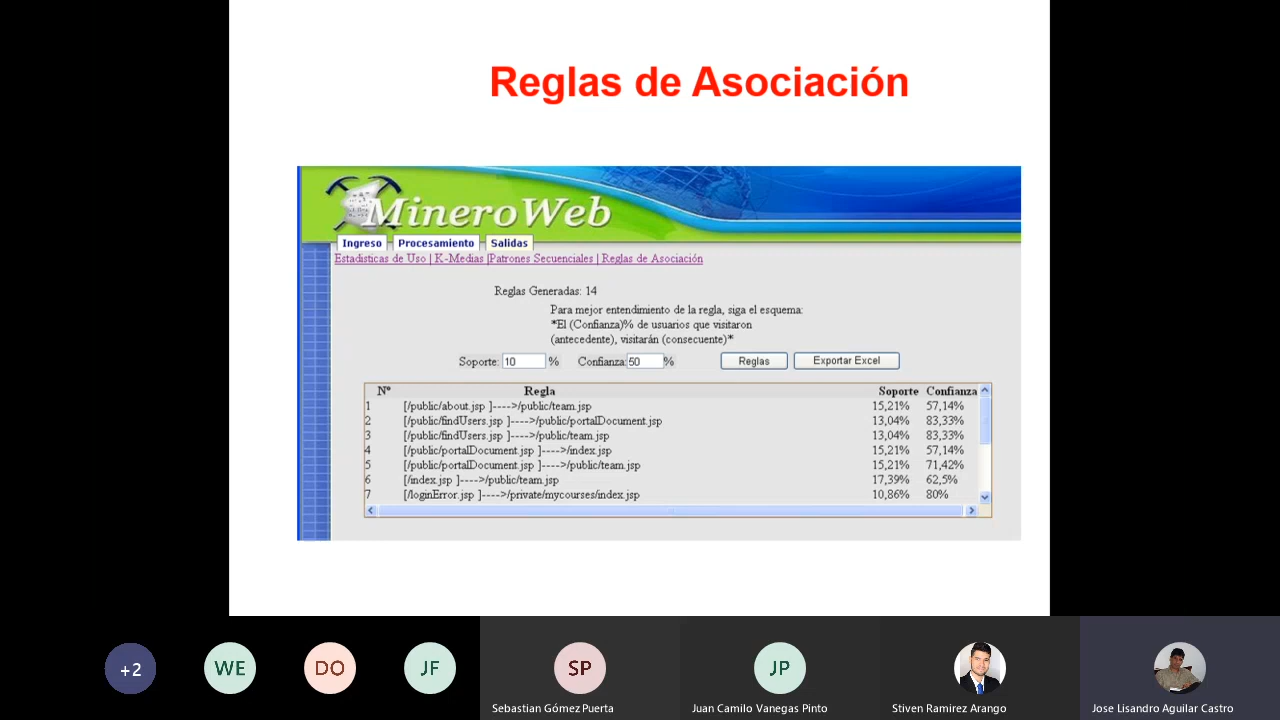 Reglas de Asociación
MineroWeb
Ingreso Procesamiento Salidas
Estadisticas de Uso | K-Medias |Patrones Secuenciales | Reglas de Asociación
Reglas Generadas: 14
Para mejor entendimiento de la regla, siga el esquema:
*El (Confianza)% de usuarios que visitaron
(antecedente), visitarán (consecuente)*
Soporte: 10 % Confianza: 50 % Reglas Exportar Excel
Nº Regla Soporte Confianza
1 [/public/about.jsp ]---->/public/team.jsp 15,21% 57,14%
2 [/public/findUsers.jsp ]---->/public/portalDocument.jsp 13,04% 83,33%
3 [/public/findUsers.jsp ]---->/public/team.jsp 13,04% 83,33%
4 [/public/portalDocument.jsp ]---->/index.jsp 15,21% 57,14%
5 [/public/portalDocument.jsp ]---->/public/team.jsp 15,21% 71,42%
6 [/index.jsp ]---->/public/team.jsp 17,39% 62,5%
7 [/loginError.jsp ]---->/private/mycourses/index.jsp 10,86% 80%
+2 WE DO JF SP JP
Sebastian Gómez Puerta Juan Camilo Vanegas Pinto Stiven Ramirez Arango Jose Lisandro Aguilar Castro